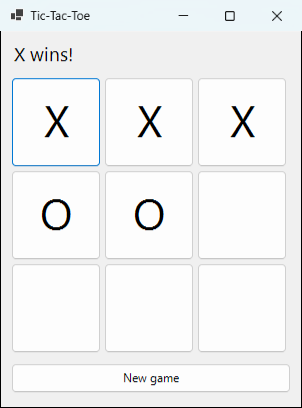 Tic-Tac-Toe
X wins!
X X X
O O
New game